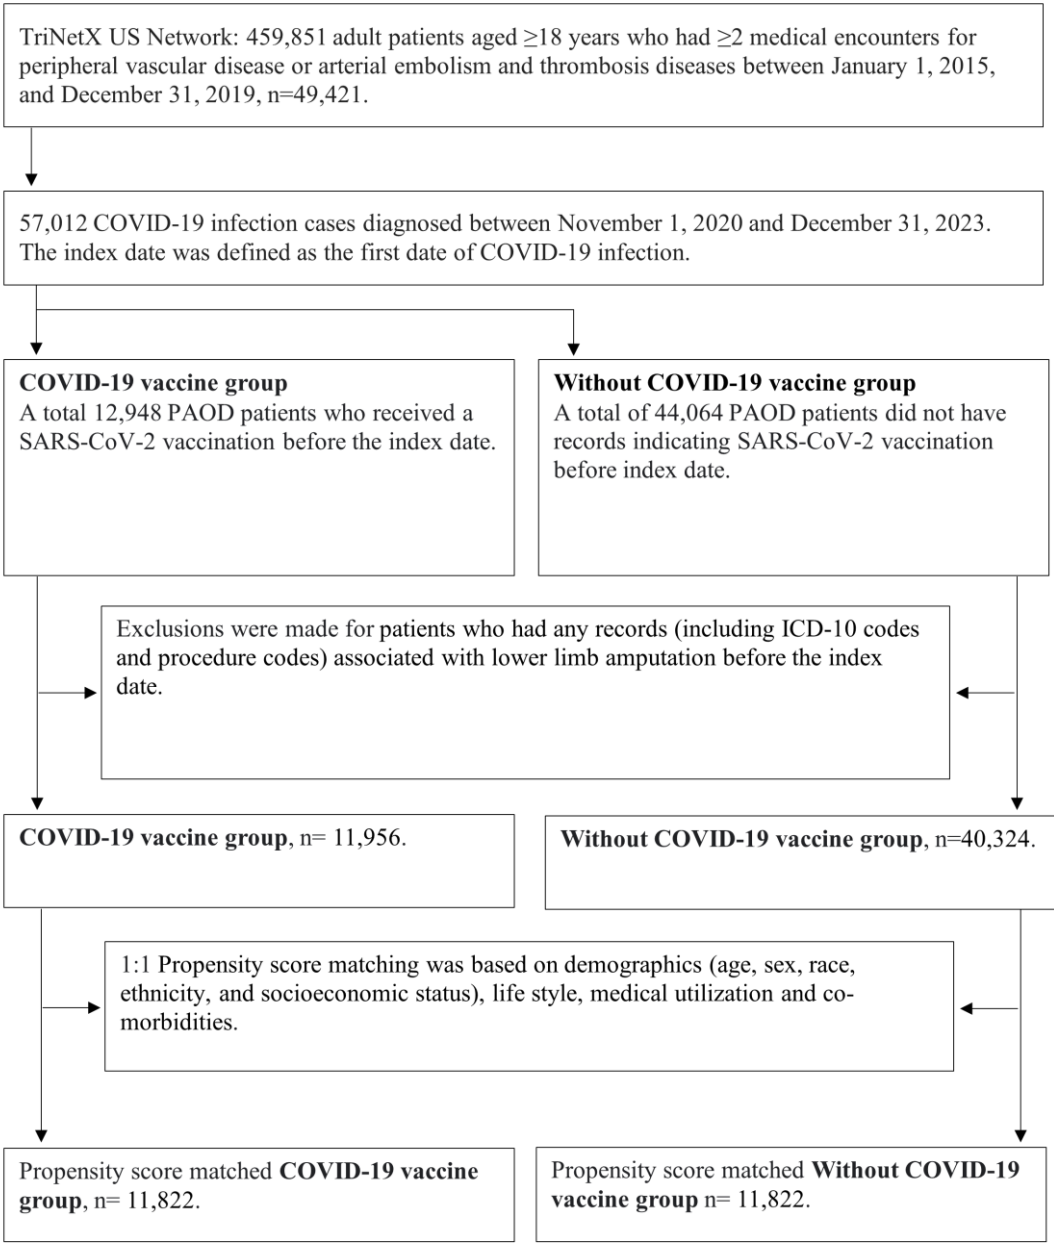 TriNetX US Network: 459,851 adult patients aged ≥18 years who had ≥2 medical encounters for
peripheral vascular disease or arterial embolism and thrombosis diseases between January 1, 2015,
and December 31, 2019, n=49,421.
57,012 COVID-19 infection cases diagnosed between November 1, 2020 and December 31, 2023.
The index date was defined as the first date of COVID-19 infection.
COVID-19 vaccine group
A total 12,948 PAOD patients who received a
SARS-CoV-2 vaccination before the index date.
Without COVID-19 vaccine group
A total of 44,064 PAOD patients did not have
records indicating SARS-CoV-2 vaccination
before index date.
Exclusions were made for patients who had any records (including ICD-10 codes
and procedure codes) associated with lower limb amputation before the index
date.
COVID-19 vaccine group, n= 11,956.
Without COVID-19 vaccine group, n=40,324.
1:1 Propensity score matching was based on demographics (age, sex, race,
ethnicity, and socioeconomic status), life style, medical utilization and co-
morbidities.
Propensity score matched COVID-19 vaccine
group, n= 11,822.
Propensity score matched Without COVID-19
vaccine group n= 11,822.